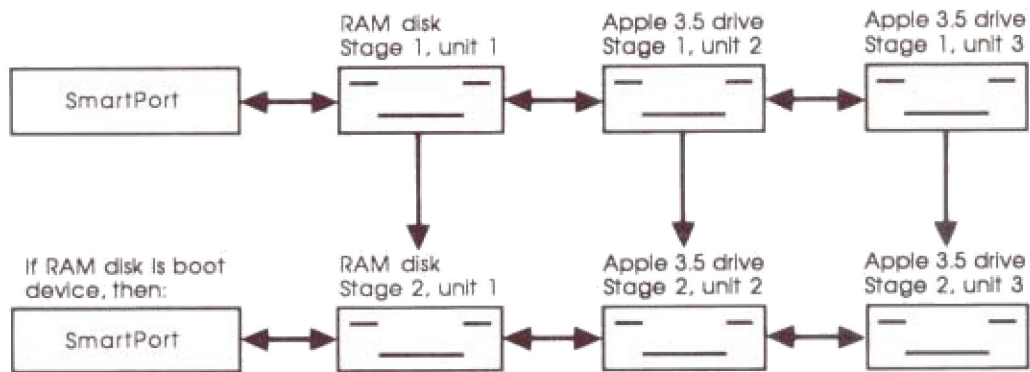 RAM disk
Stage 1, unit 1
Apple 3.5 drive
Stage 1, unit 2
Apple 3.5 drive
Stage 1, unit 3
SmartPort
If RAM disk is boot
device, then:
RAM disk
Stage 2, unit 1
Apple 3.5 drive
Stage 2, unit 2
Apple 3.5 drive
Stage 2, unit 3
SmartPort